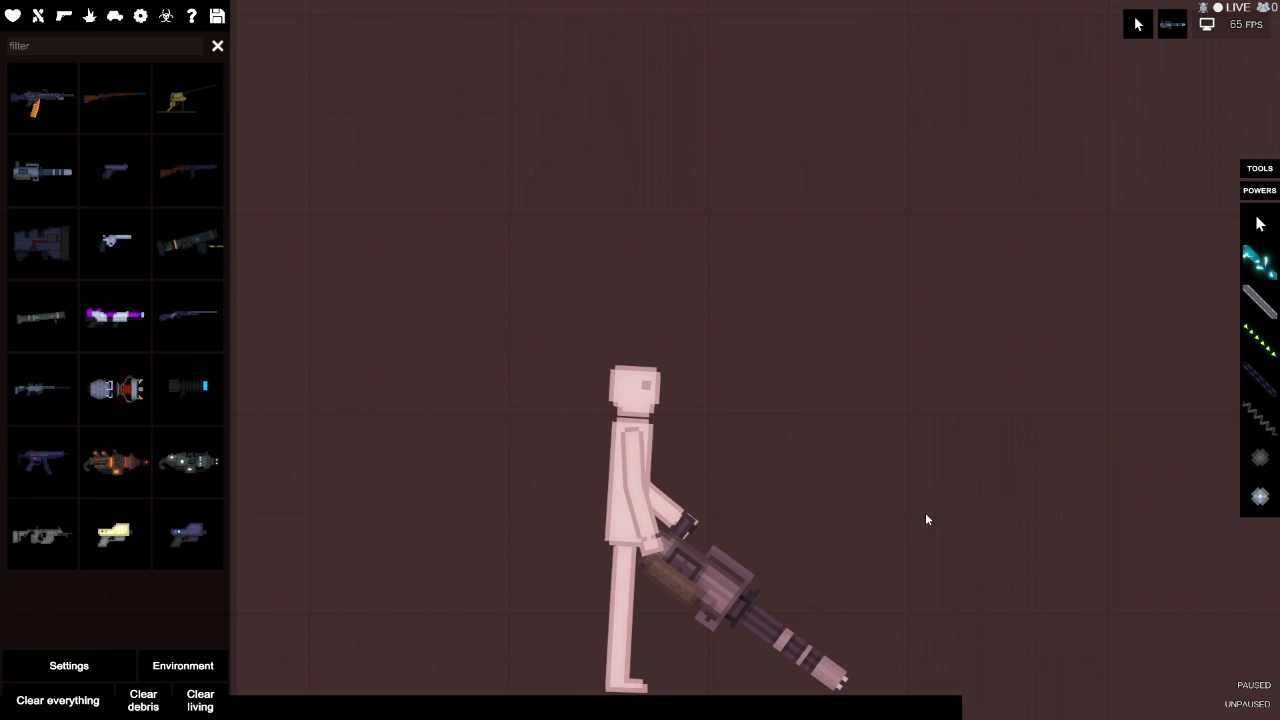 LIVE 0
65 FPS
filter
TOOLS
POWERS
Settings
Environment
Clear everything
Clear debris
Clear living
PAUSED
UNPAUSED